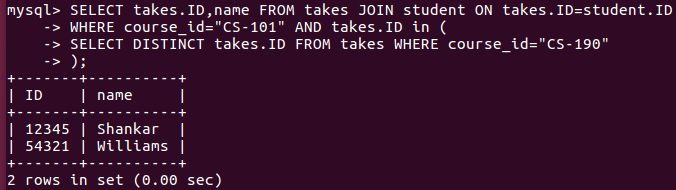 mysql> SELECT takes.ID,name FROM takes JOIN student ON takes.ID=student.ID
    -> WHERE course_id="CS-101" AND takes.ID in (
    -> SELECT DISTINCT takes.ID FROM takes WHERE course_id="CS-190"
    -> );
+-------+----------+
| ID    | name     |
+-------+----------+
| 12345 | Shankar  |
| 54321 | Williams |
+-------+----------+
2 rows in set (0.00 sec)